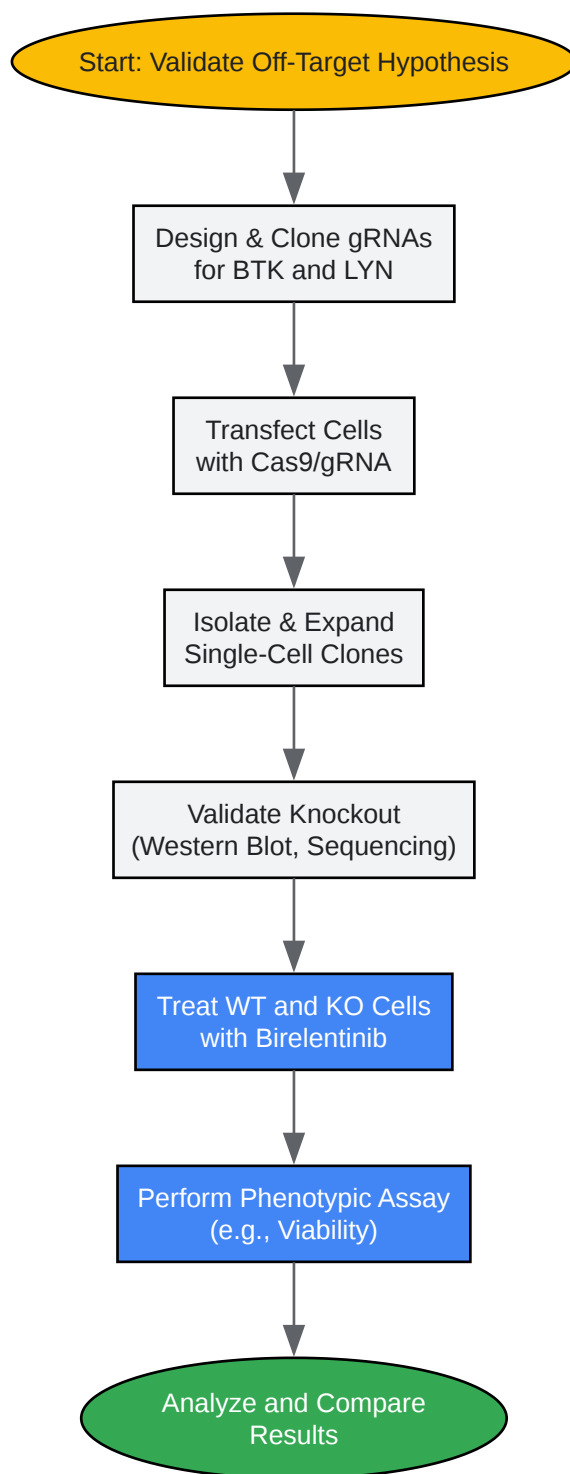 Start: Validate Off-Target Hypothesis
Design & Clone gRNAs
for BTK and LYN
Transfect Cells
with Cas9/gRNA
Isolate & Expand
Single-Cell Clones
Validate Knockout
(Western Blot, Sequencing)
Treat WT and KO Cells
with Birelentinib
Perform Phenotypic Assay
(e.g., Viability)
Analyze and Compare
Results